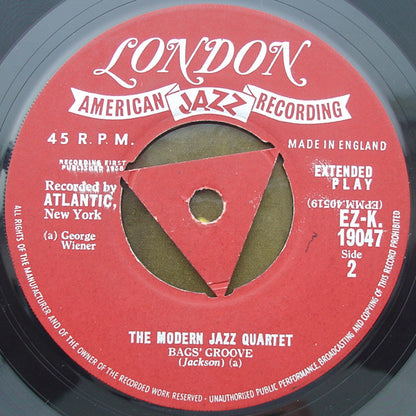 LONDON
AMERICAN JAZZ RECORDING
45 R.P.M.
MADE IN ENGLAND
RECORDING FIRST
PUBLISHED 1958
Recorded by
ATLANTIC,
New York
(a) George
Wiener
EXTENDED
PLAY
(EPAM.40519)
EZ-K.
19047
Side
2
THE MODERN JAZZ QUARTET
BAGS' GROOVE
(Jackson) (a)
ALL RIGHTS OF THE MANUFACTURER AND OF THE OWNER OF THE RECORDED WORK RESERVED · UNAUTHORISED PUBLIC PERFORMANCE, BROADCASTING AND COPYING OF THIS RECORD PROHIBITED